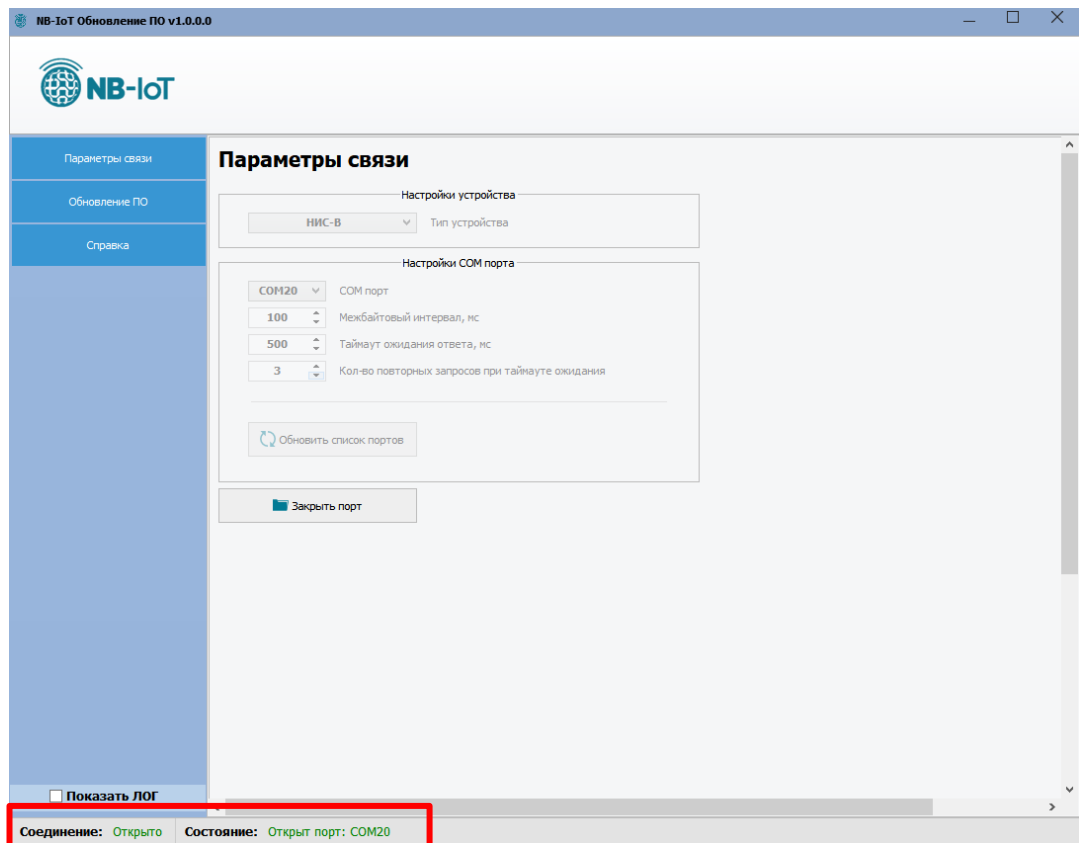 NB-IoT Обновление ПО v1.0.0.0
NB-IoT
Параметры связи
Обновление ПО
Справка
Параметры связи
Настройки устройства
НИС-В Тип устройства
Настройки COM порта
COM20 COM порт
100 Межбайтовый интервал, мс
500 Таймаут ожидания ответа, мс
3 Кол-во повторных запросов при таймауте ожидания
Обновить список портов
Закрыть порт
Показать ЛОГ
Соединение: Открыто Состояние: Открыт порт: COM20